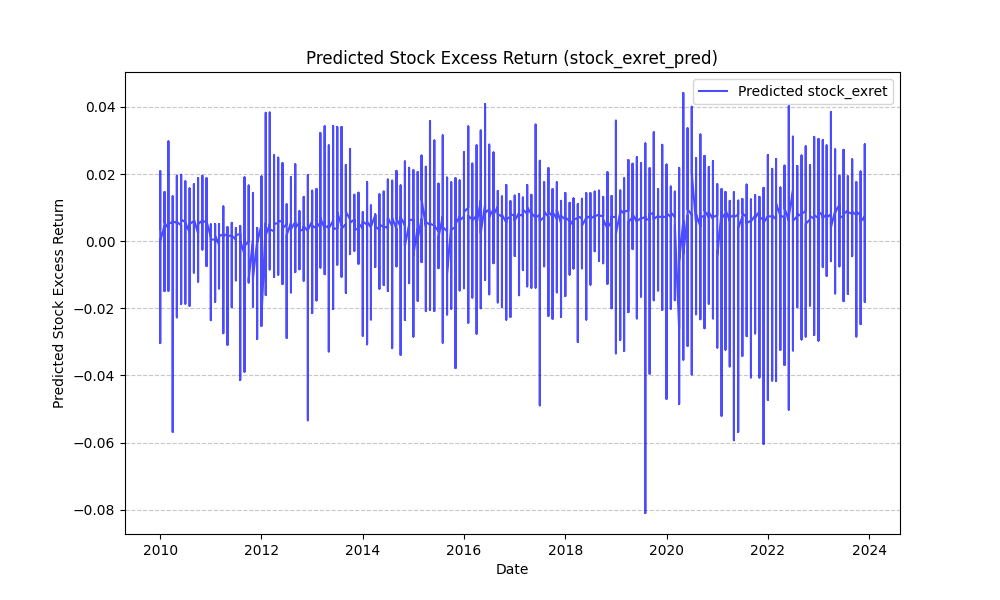 Predicted Stock Excess Return (stock_exret_pred)
Predicted stock_exret
0.04
0.02
0.00
−0.02
−0.04
−0.06
−0.08
Predicted Stock Excess Return
2010 2012 2014 2016 2018 2020 2022 2024
Date